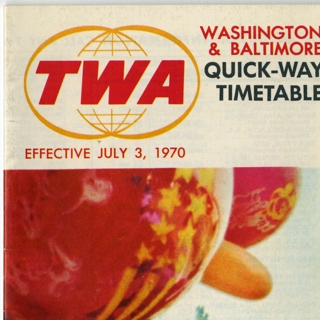 TWA
WASHINGTON
& BALTIMORE
QUICK-WAY
TIMETABLE
EFFECTIVE JULY 3, 1970